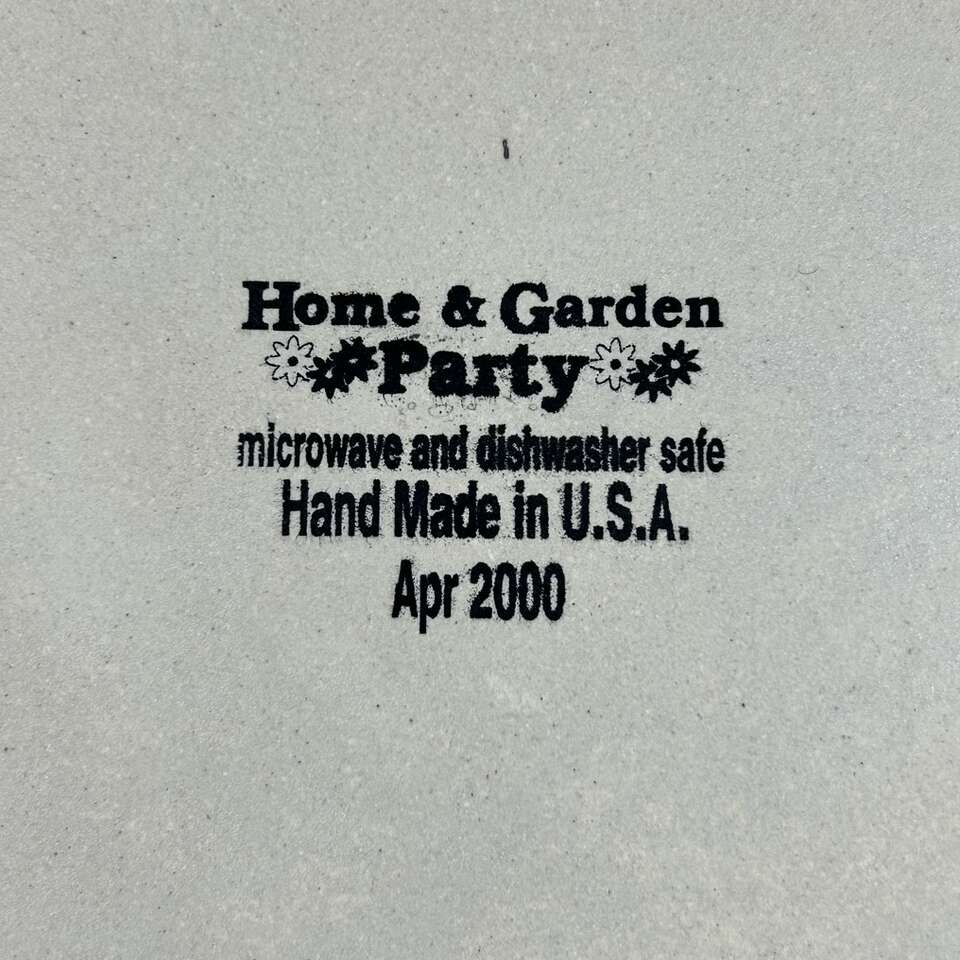 Home & Garden
Party
microwave and dishwasher safe
Hand Made in U.S.A.
Apr 2000